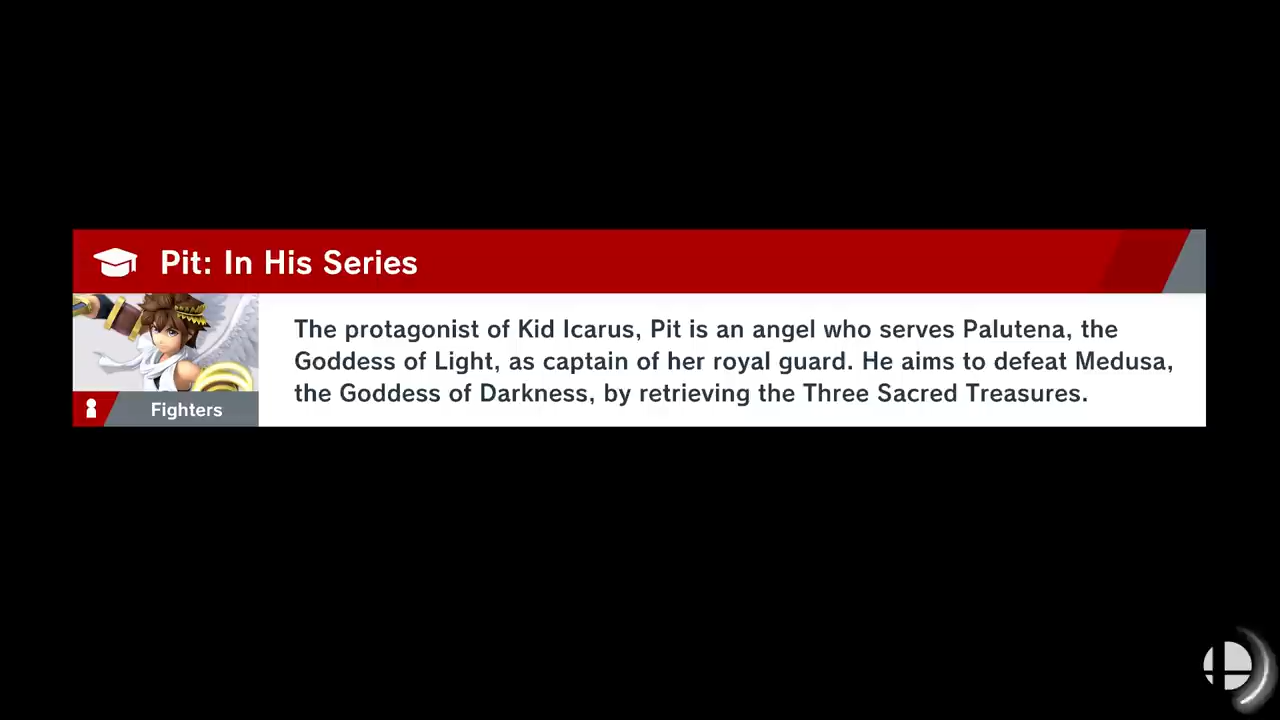 Pit: In His Series
The protagonist of Kid Icarus, Pit is an angel who serves Palutena, the
Goddess of Light, as captain of her royal guard. He aims to defeat Medusa,
the Goddess of Darkness, by retrieving the Three Sacred Treasures.
Fighters